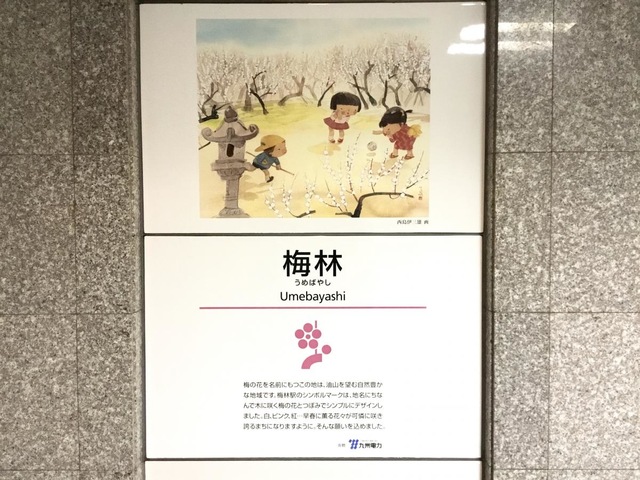 西島伊三雄 画
梅林
うめばやし
Umebayashi
梅の花を名前にもつこの地は、油山を望む自然豊か
な地域です。梅林駅のシンボルマークは、地名にちな
んで木に咲く梅の花とつぼみでシンプルにデザインし
ました。白、ピンク、紅…早春に薫る花々が可憐に咲き
誇るまちになりますように。そんな願いを込めました。
九州電力